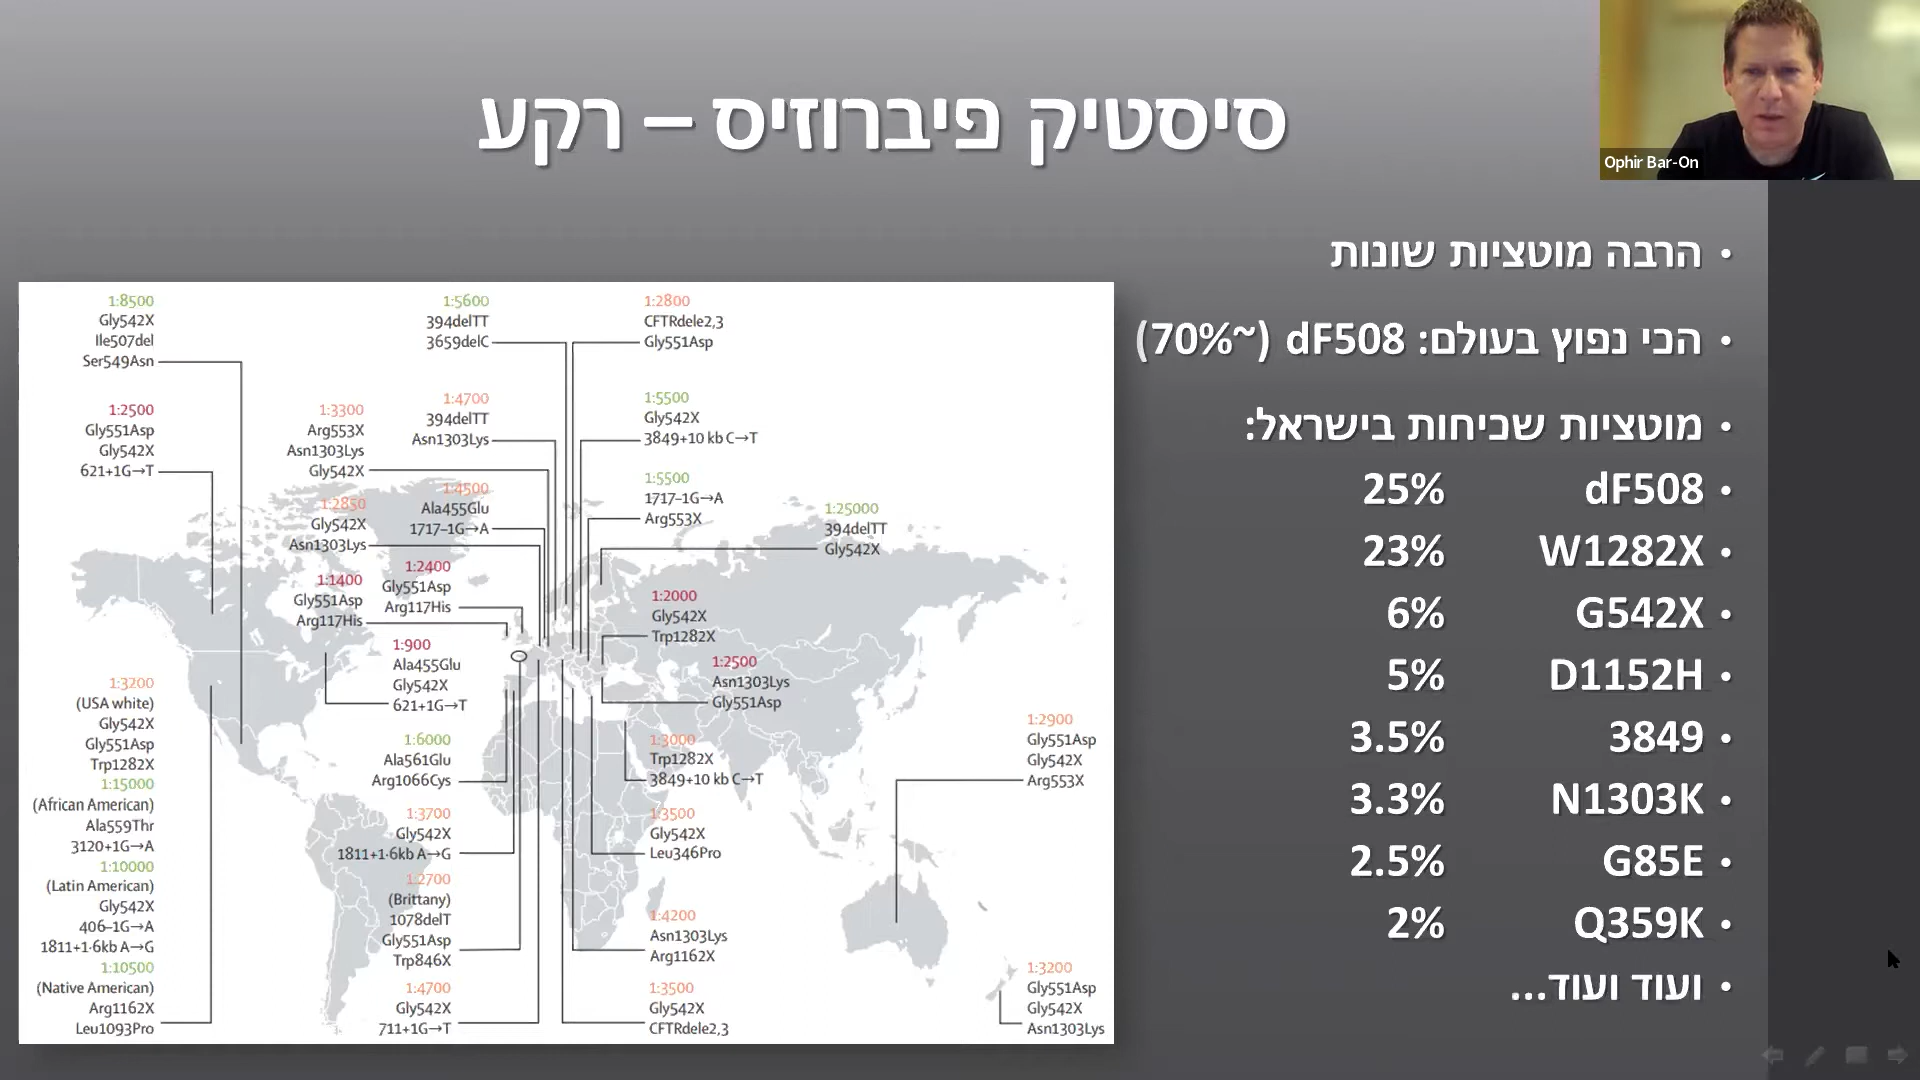 סיסטיק פיברוזיס – רקע
Ophir Bar-On
• הרבה מוטציות שונות
• הכי נפוץ בעולם: dF508 (~70%)
• מוטציות שכיחות בישראל:
• dF508 25%
• W1282X 23%
• G542X 6%
• D1152H 5%
• 3849 3.5%
• N1303K 3.3%
• G85E 2.5%
• Q359K 2%
• ועוד ועוד...
1:8500
Gly542X
Ile507del
Ser549Asn
1:2500
Gly551Asp
Gly542X
621+1G→T
1:3200
(USA white)
Gly542X
Gly551Asp
Trp1282X
1:15000
(African American)
Ala559Thr
3120+1G→A
1:10000
(Latin American)
Gly542X
406–1G→A
1811+1·6kb A→G
1:10500
(Native American)
Arg1162X
Leu1093Pro
1:3300
Arg553X
Asn1303Lys
Gly542X
1:2850
Gly542X
Asn1303Lys
1:1400
Gly551Asp
Arg117His
1:5600
394delTT
3659delC
1:4700
394delTT
Asn1303Lys
1:4500
Ala455Glu
1717–1G→A
1:2400
Gly551Asp
Arg117His
1:900
Ala455Glu
Gly542X
621+1G→T
1:6000
Ala561Glu
Arg1066Cys
1:3700
Gly542X
1811+1·6kb A→G
1:2700
(Brittany)
1078delT
Gly551Asp
Trp846X
1:4700
Gly542X
711+1G→T
1:2800
CFTRdele2,3
Gly551Asp
1:5500
Gly542X
3849+10 kb C→T
1:5500
1717–1G→A
Arg553X
1:25000
394delTT
Gly542X
1:2000
Gly542X
Trp1282X
1:2500
Asn1303Lys
Gly551Asp
1:3000
Trp1282X
3849+10 kb C→T
1:3500
Gly542X
Leu346Pro
1:4200
Asn1303Lys
Arg1162X
1:3500
Gly542X
CFTRdele2,3
1:2900
Gly551Asp
Gly542X
Arg553X
1:3200
Gly551Asp
Gly542X
Asn1303Lys